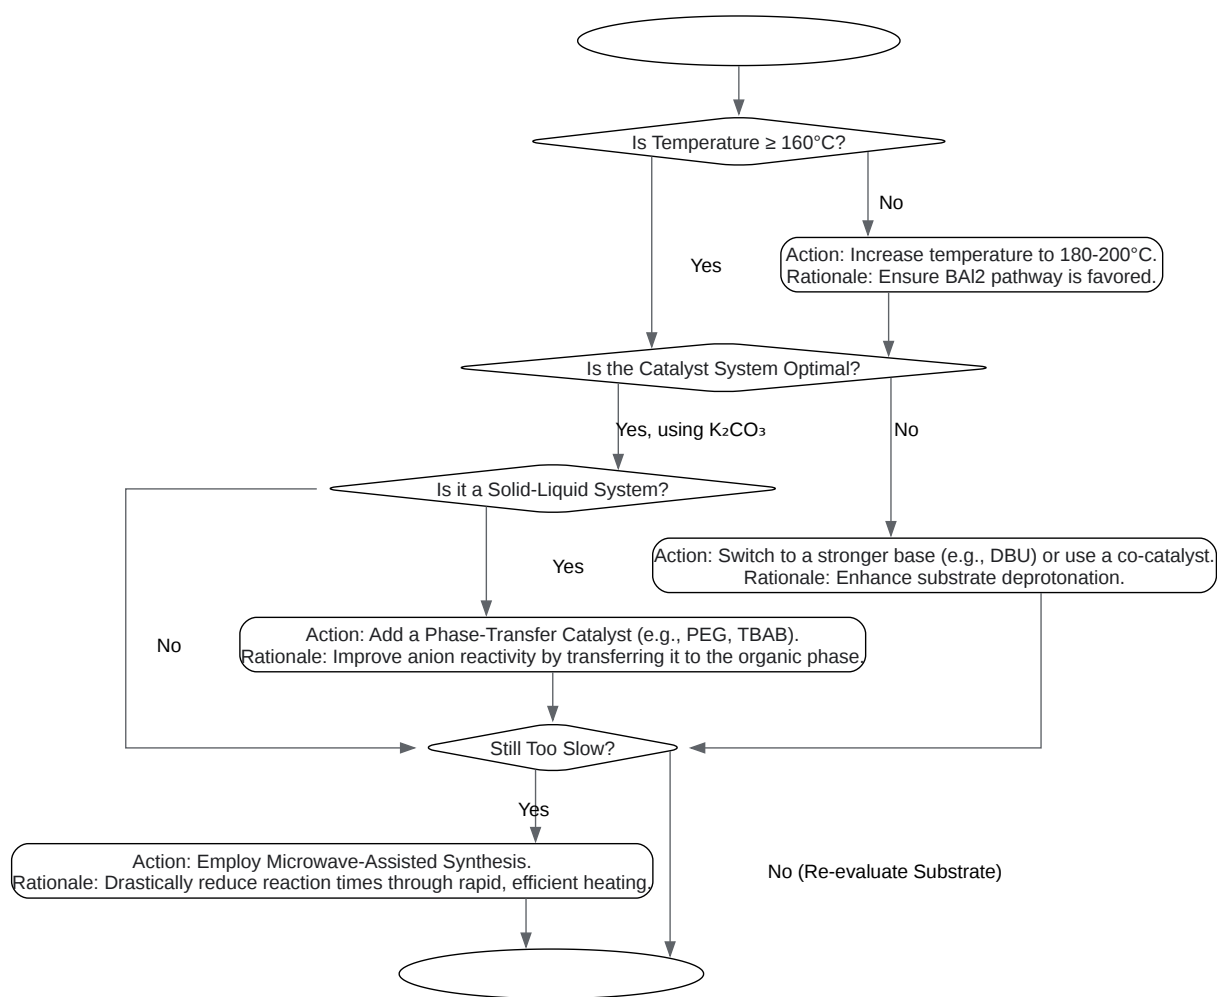 Is Temperature ≥ 160°C?
No
Action: Increase temperature to 180-200°C.
Rationale: Ensure BAl2 pathway is favored.
Yes
Is the Catalyst System Optimal?
Yes, using K₂CO₃
No
Is it a Solid-Liquid System?
Action: Switch to a stronger base (e.g., DBU) or use a co-catalyst.
Rationale: Enhance substrate deprotonation.
Yes
No
Action: Add a Phase-Transfer Catalyst (e.g., PEG, TBAB).
Rationale: Improve anion reactivity by transferring it to the organic phase.
Still Too Slow?
Yes
Action: Employ Microwave-Assisted Synthesis.
Rationale: Drastically reduce reaction times through rapid, efficient heating.
No (Re-evaluate Substrate)